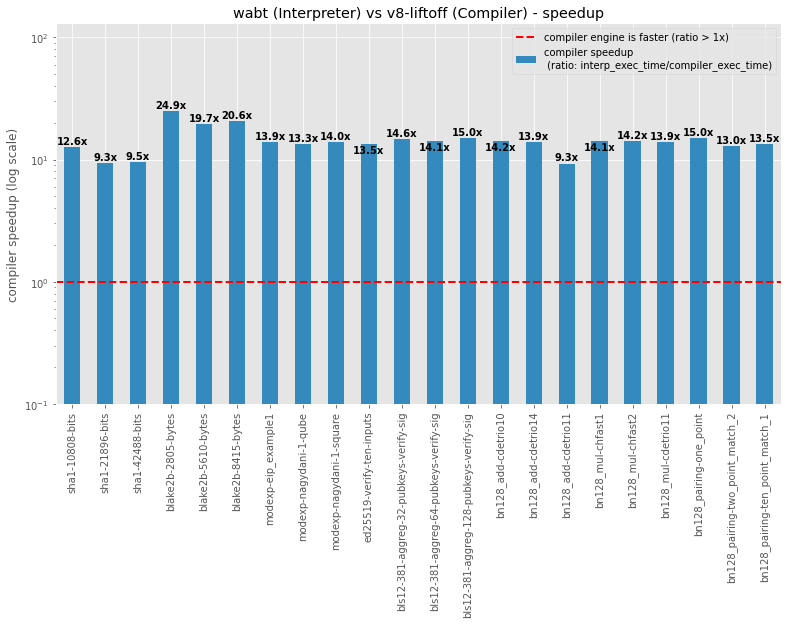 wabt (Interpreter) vs v8-liftoff (Compiler) - speedup
compiler engine is faster (ratio > 1x)
compiler speedup
(ratio: interp_exec_time/compiler_exec_time)
compiler speedup (log scale)
10²
10¹
10⁰
10⁻¹
12.6x
9.3x
9.5x
24.9x
19.7x
20.6x
13.9x
13.3x
14.0x
13.5x
14.6x
14.1x
15.0x
14.2x
13.9x
9.3x
14.1x
14.2x
13.9x
15.0x
13.0x
13.5x
sha1-10808-bits
sha1-21896-bits
sha1-42488-bits
blake2b-2805-bytes
blake2b-5610-bytes
blake2b-8415-bytes
modexp-eip_example1
modexp-nagydani-1-qube
modexp-nagydani-1-square
ed25519-verify-ten-inputs
bls12-381-aggreg-32-pubkeys-verify-sig
bls12-381-aggreg-64-pubkeys-verify-sig
bls12-381-aggreg-128-pubkeys-verify-sig
bn128_add-cdetrio10
bn128_add-cdetrio14
bn128_add-cdetrio11
bn128_mul-chfast1
bn128_mul-chfast2
bn128_mul-cdetrio11
bn128_pairing-one_point
bn128_pairing-two_point_match_2
bn128_pairing-ten_point_match_1